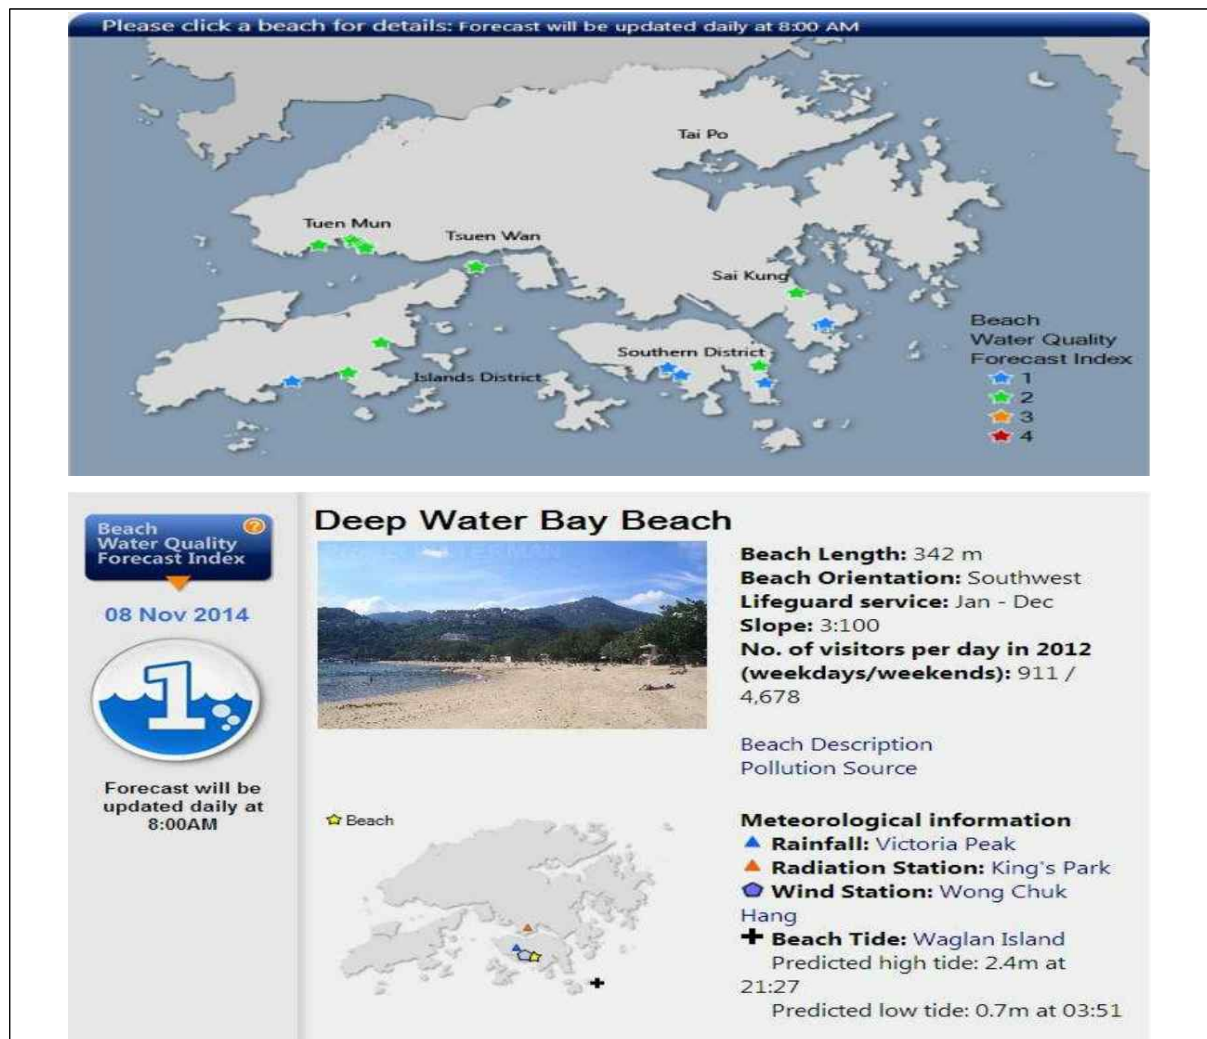 Please click a beach for details: Forecast will be updated daily at 8:00 AM
Tai Po
Tuen Mun
Tsuen Wan
Sai Kung
Southern District
Islands District
Beach
Water Quality
Forecast Index
1
2
3
4
Beach
Water Quality
Forecast Index
?
08 Nov 2014
1
Forecast will be
updated daily at
8:00AM
Deep Water Bay Beach
Beach Length: 342 m
Beach Orientation: Southwest
Lifeguard service: Jan - Dec
Slope: 3:100
No. of visitors per day in 2012
(weekdays/weekends): 911 /
4,678
Beach Description
Pollution Source
Beach
Meteorological information
Rainfall: Victoria Peak
Radiation Station: King's Park
Wind Station: Wong Chuk
Hang
Beach Tide: Waglan Island
Predicted high tide: 2.4m at
21:27
Predicted low tide: 0.7m at 03:51